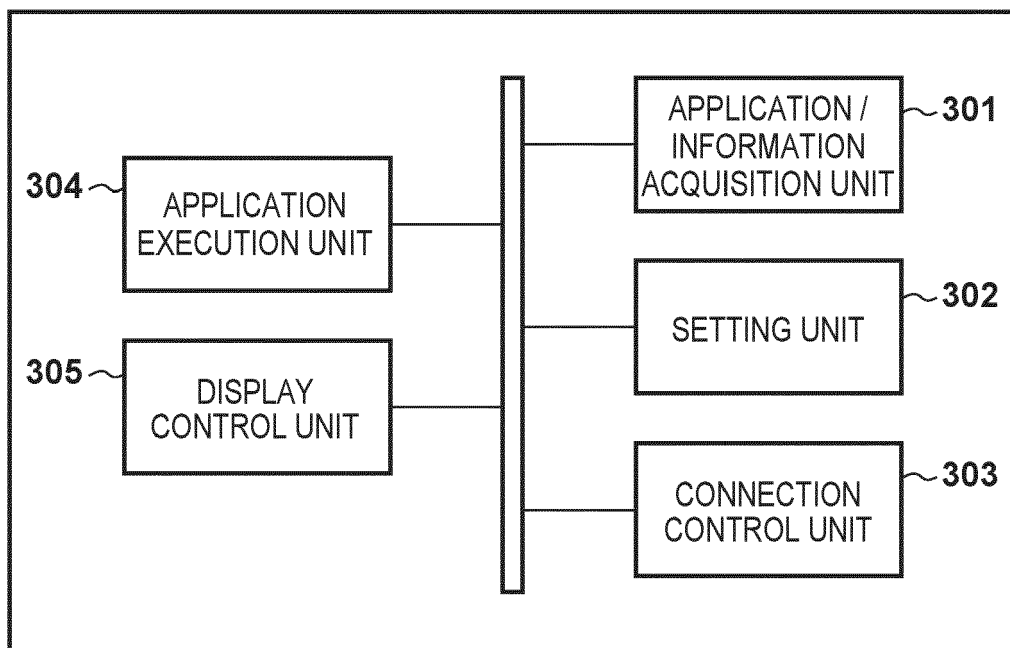 304
APPLICATION
EXECUTION UNIT
305
DISPLAY
CONTROL UNIT
APPLICATION /
INFORMATION
ACQUISITION UNIT
301
SETTING UNIT
302
CONNECTION
CONTROL UNIT
303